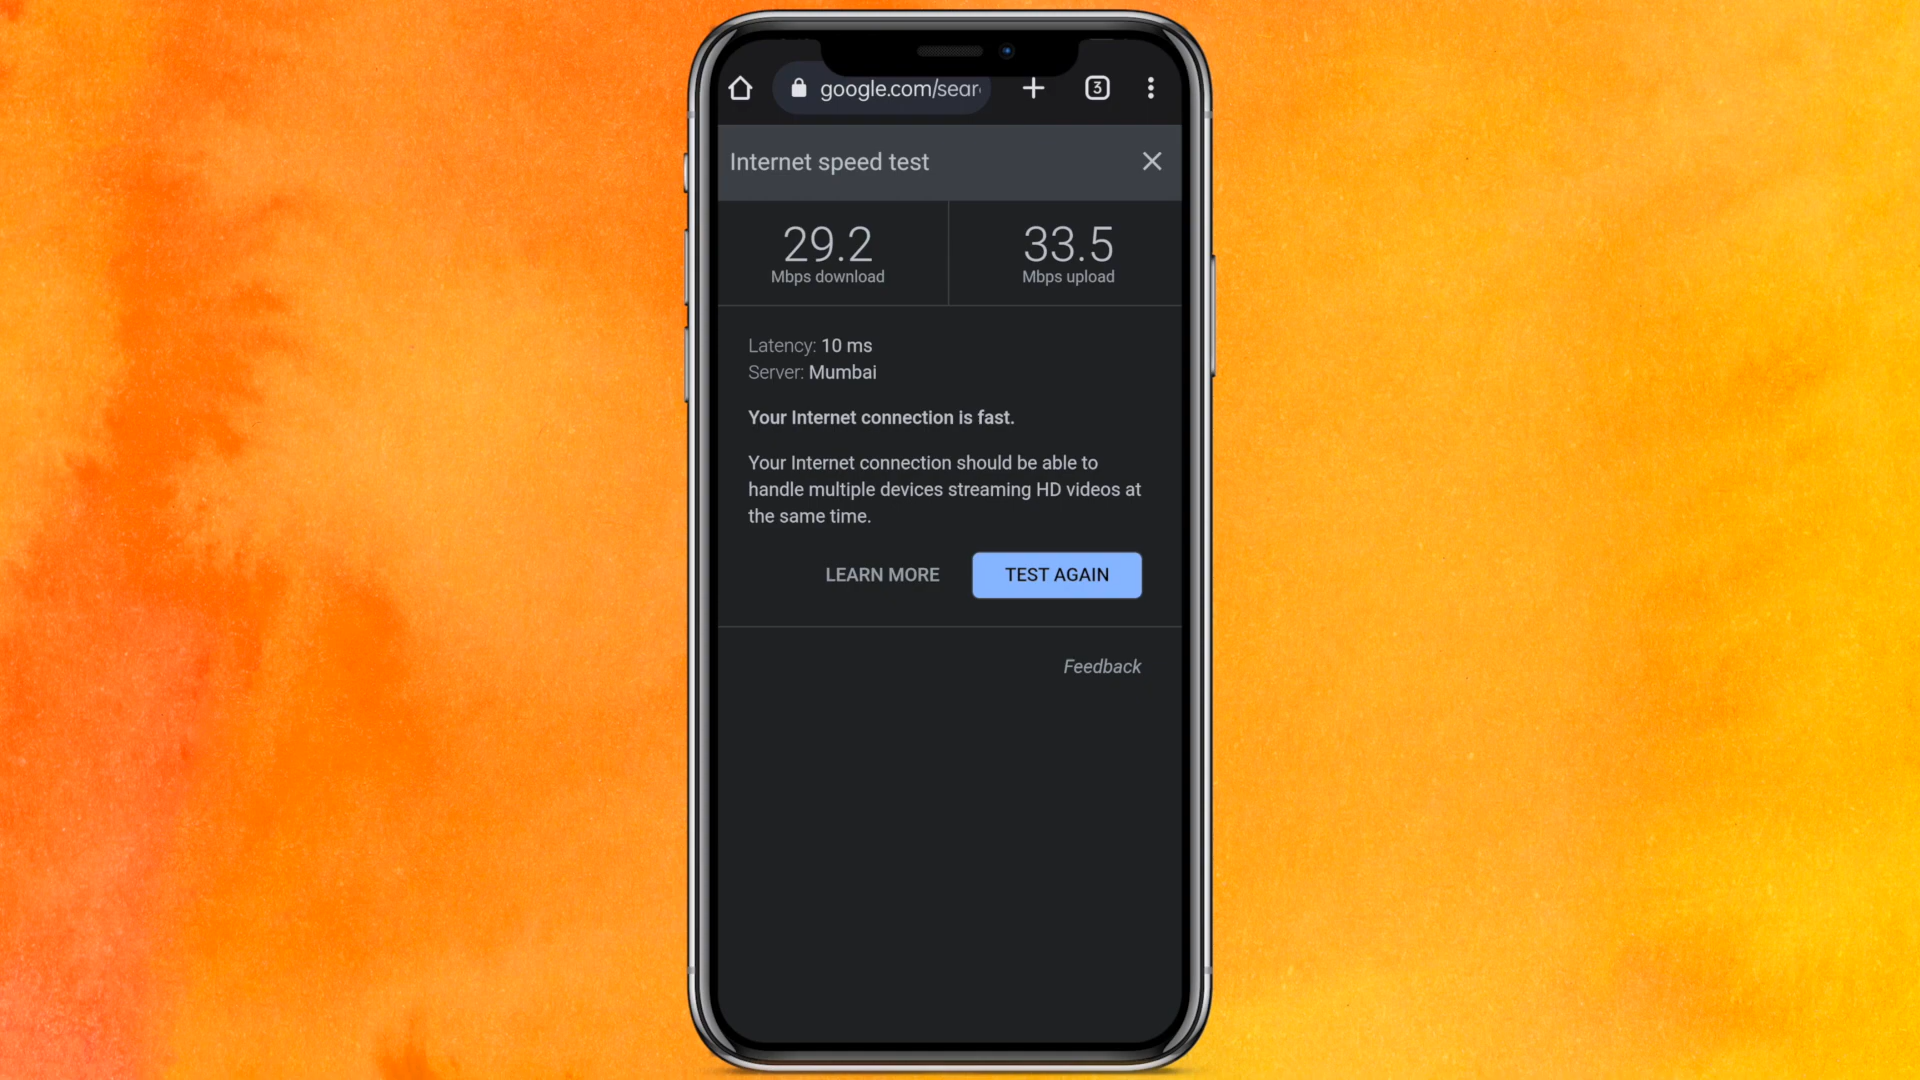 google.com/sear
3
Internet speed test
29.2
Mbps download
33.5
Mbps upload
Latency: 10 ms
Server: Mumbai
Your Internet connection is fast.
Your Internet connection should be able to
handle multiple devices streaming HD videos at
the same time.
LEARN MORE
TEST AGAIN
Feedback